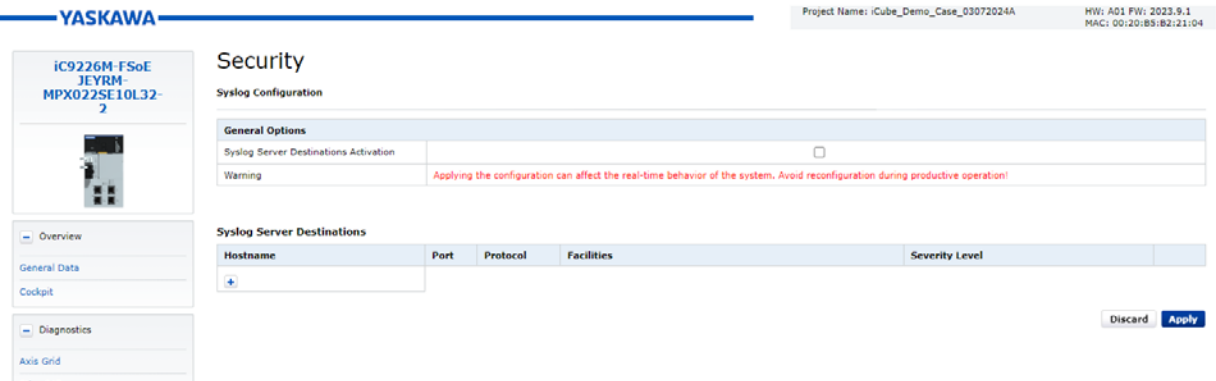 YASKAWA
Project Name: iCube_Demo_Case_03072024A
HW: A01 FW: 2023.9.1
MAC: 00:20:B5:B2:21:04
iC9226M-FSoE
JEYRM-
MPX022SE10L32-
2
Overview
General Data
Cockpit
Diagnostics
Axis Grid
Security
Syslog Configuration
General Options
Syslog Server Destinations Activation
Warning Applying the configuration can affect the real-time behavior of the system. Avoid reconfiguration during productive operation!
Syslog Server Destinations
Hostname Port Protocol Facilities Severity Level
Discard Apply